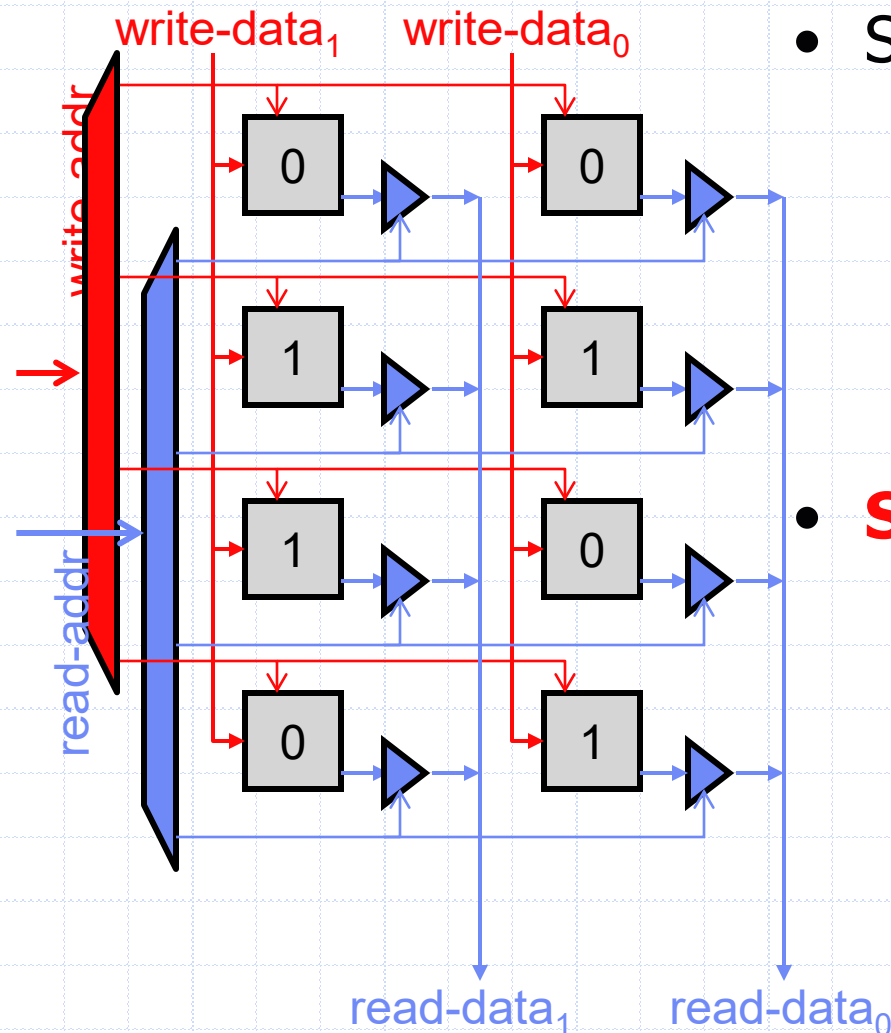 write-data₁ write-data₀
• S
write-addr
0 0
1 1
1 0
• S
read-addr
0 1
read-data₁ read-data₀